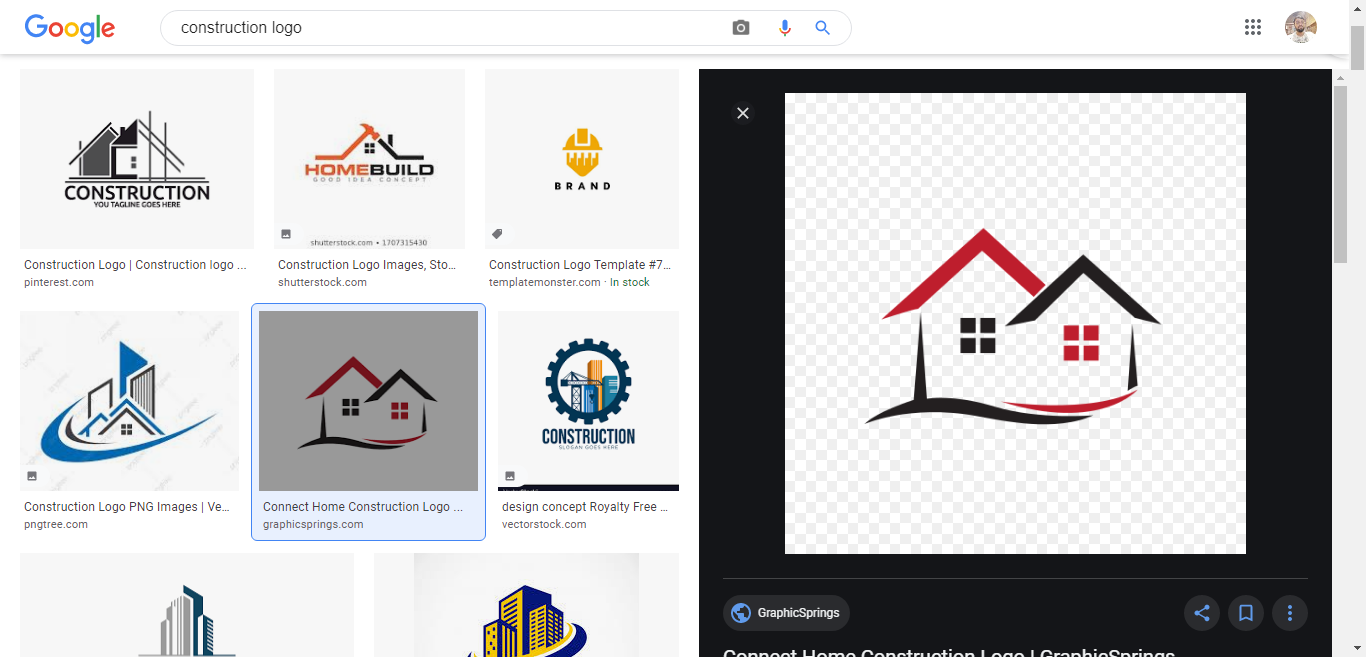 Google
construction logo
CONSTRUCTION
YOU TAGLINE GOES HERE
HOMEBUILD
GOOD IDEA CONCEPT
shutterstock.com • 1707315430
BRAND
Construction Logo | Construction logo ...
pinterest.com
Construction Logo Images, Sto...
shutterstock.com
Construction Logo Template #7...
templatemonster.com · In stock
CONSTRUCTION
SLOGAN GOES HERE
Construction Logo PNG Images | Ve...
pngtree.com
Connect Home Construction Logo ...
graphicsprings.com
design concept Royalty Free ...
vectorstock.com
GraphicSprings
Connect Home Construction Logo | GraphicSprings